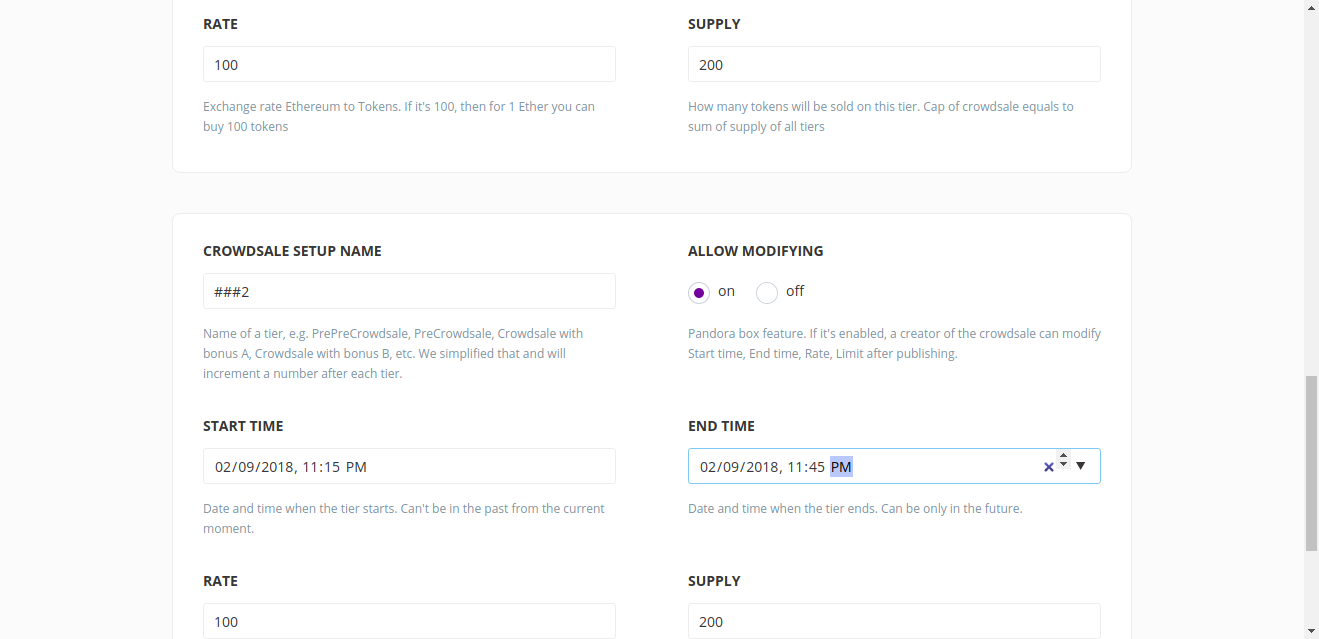 RATE
SUPPLY
100
200
Exchange rate Ethereum to Tokens. If it's 100, then for 1 Ether you can
buy 100 tokens
How many tokens will be sold on this tier. Cap of crowdsale equals to
sum of supply of all tiers
CROWDSALE SETUP NAME
ALLOW MODIFYING
###2
on
off
Name of a tier, e.g. PrePreCrowdsale, PreCrowdsale, Crowdsale with
bonus A, Crowdsale with bonus B, etc. We simplified that and will
increment a number after each tier.
Pandora box feature. If it's enabled, a creator of the crowdsale can modify
Start time, End time, Rate, Limit after publishing.
START TIME
END TIME
02/09/2018, 11:15 PM
02/09/2018, 11:45 PM
Date and time when the tier starts. Can't be in the past from the current
moment.
Date and time when the tier ends. Can be only in the future.
RATE
SUPPLY
100
200